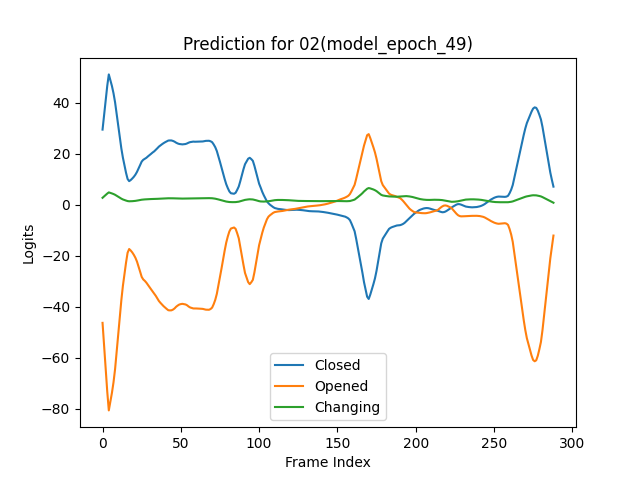 Prediction for 02(model_epoch_49)
40
20
0
−20
−40
−60
−80
Logits
Closed
Opened
Changing
0 50 100 150 200 250 300
Frame Index